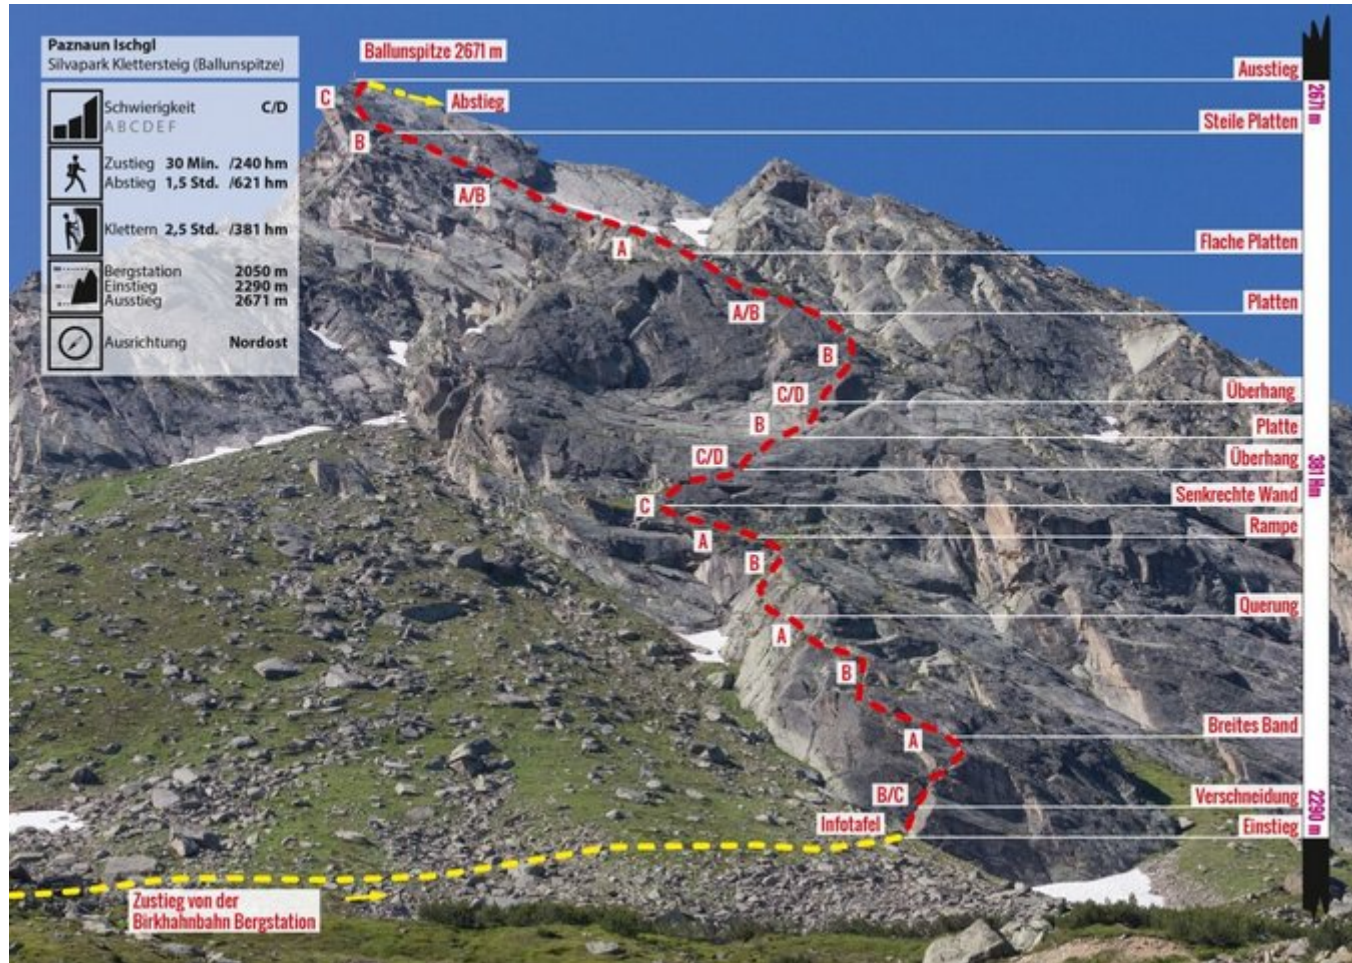 Paznaun Ischgl
Silvapark Klettersteig (Ballunspitze)
Schwierigkeit C/D
A B C D E F
Zustieg 30 Min. /240 hm
Abstieg 1,5 Std. /621 hm
Klettern 2,5 Std. /381 hm
Bergstation 2050 m
Einstieg 2290 m
Ausstieg 2671 m
Ausrichtung Nordost
Ballunspitze 2671 m
Abstieg
C
B
A/B
A
A/B
B
C/D
B
C/D
C
A
B
A
B
A
B/C
Infotafel
Zustieg von der
Birkhahnbahn Bergstation
Ausstieg
Steile Platten
Flache Platten
Platten
Überhang
Platte
Überhang
Senkrechte Wand
Rampe
Querung
Breites Band
Verschneidung
Einstieg
2671 m
381 Hm
2290 m